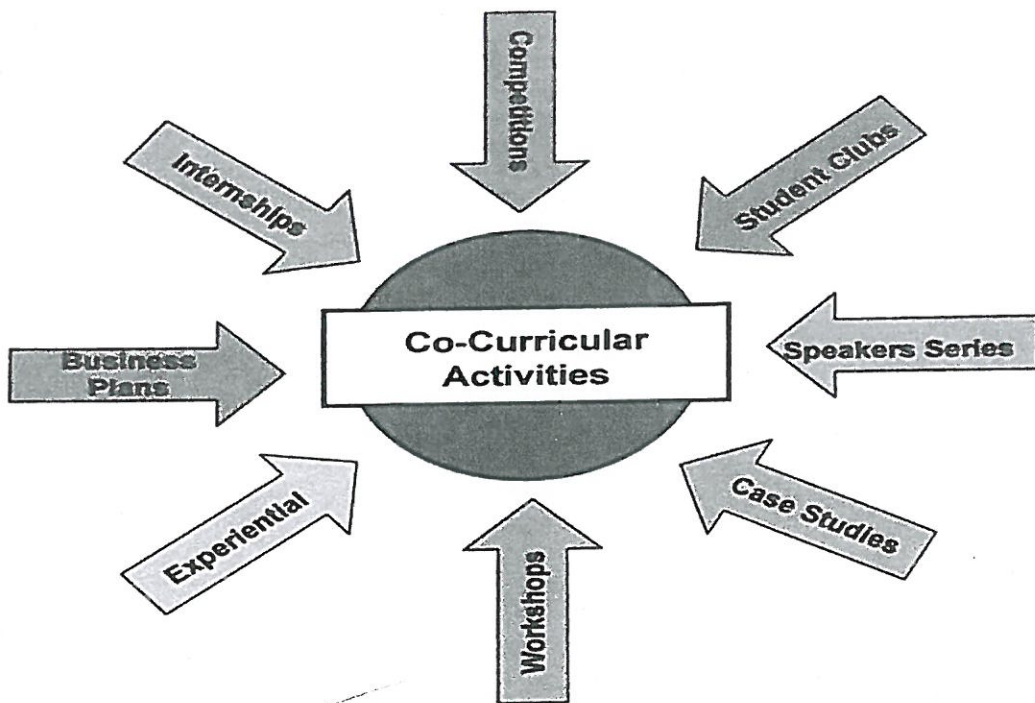 Competitions
Internships
Student Clubs
Co-Curricular
Activities
Business
Plans
Speakers Series
Experiential
Case Studies
Workshops